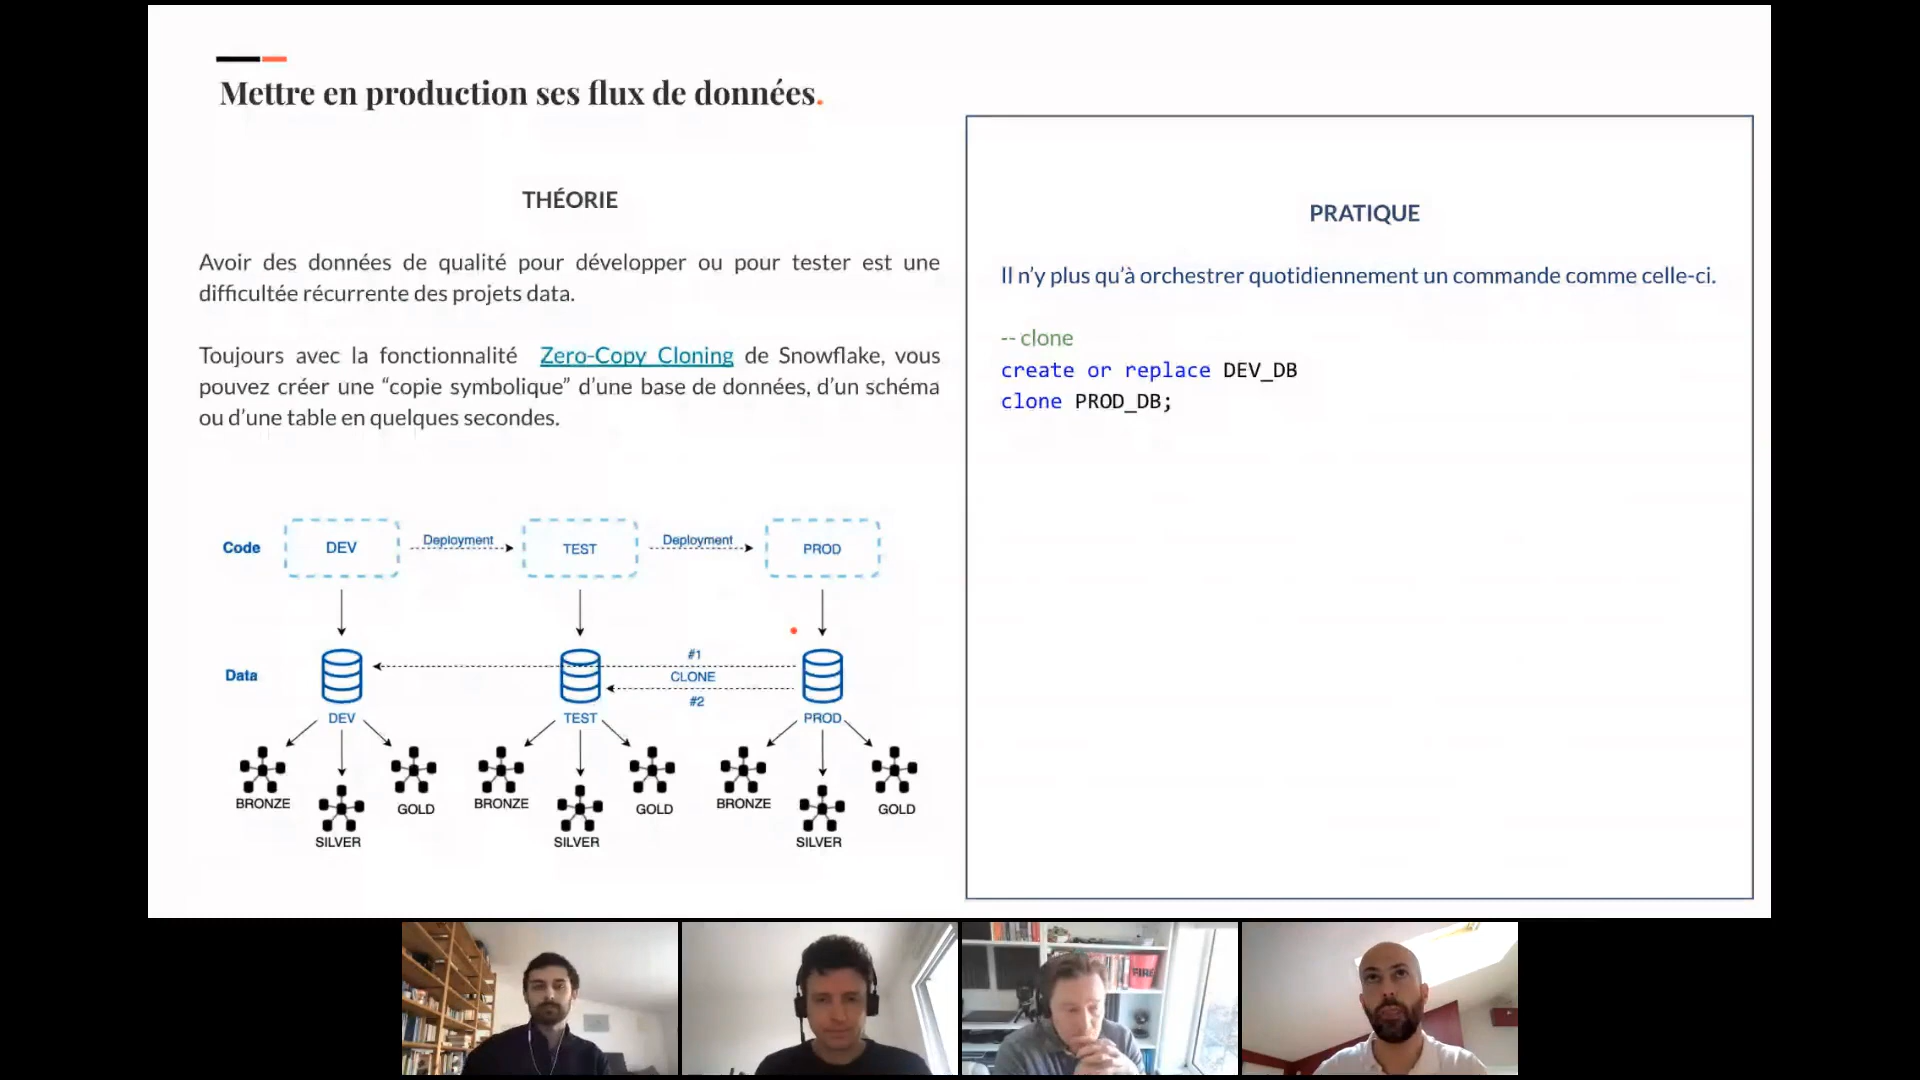 Mettre en production ses flux de données.
THÉORIE
Avoir des données de qualité pour développer ou pour tester est une
difficultée récurrente des projets data.
Toujours avec la fonctionnalité Zero-Copy Cloning de Snowflake, vous
pouvez créer une “copie symbolique” d’une base de données, d’un schéma
ou d’une table en quelques secondes.
Code
DEV
Deployment
TEST
Deployment
PROD
Data
#1
CLONE
#2
DEV
TEST
PROD
BRONZE
SILVER
GOLD
BRONZE
SILVER
GOLD
BRONZE
SILVER
GOLD
PRATIQUE
Il n’y plus qu’à orchestrer quotidiennement un commande comme celle-ci.
-- clone
create or replace DEV_DB
clone PROD_DB;
FIRE